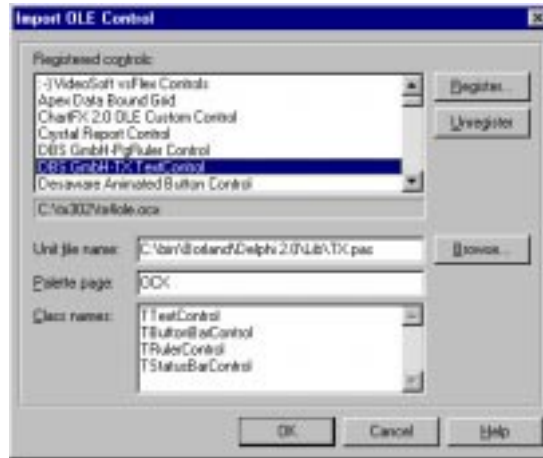 Import OLE Control
Registered controls:
:-) VideoSoft vsFlex Controls
Apex Data Bound Grid
ChartFX 2.0 OLE Custom Control
Crystal Report Control
DBS GmbH-PgRuler Control
DBS GmbH-TX TextControl
Desaware Animated Button Control
Register...
Unregister
C:\tx302\tx4ole.ocx
Unit file name:
C:\bin\Borland\Delphi 2.0\Lib\TX.pas
Browse...
Palette page:
OCX
Class names:
TTextControl
TButtonBarControl
TRulerControl
TStatusBarControl
OK
Cancel
Help